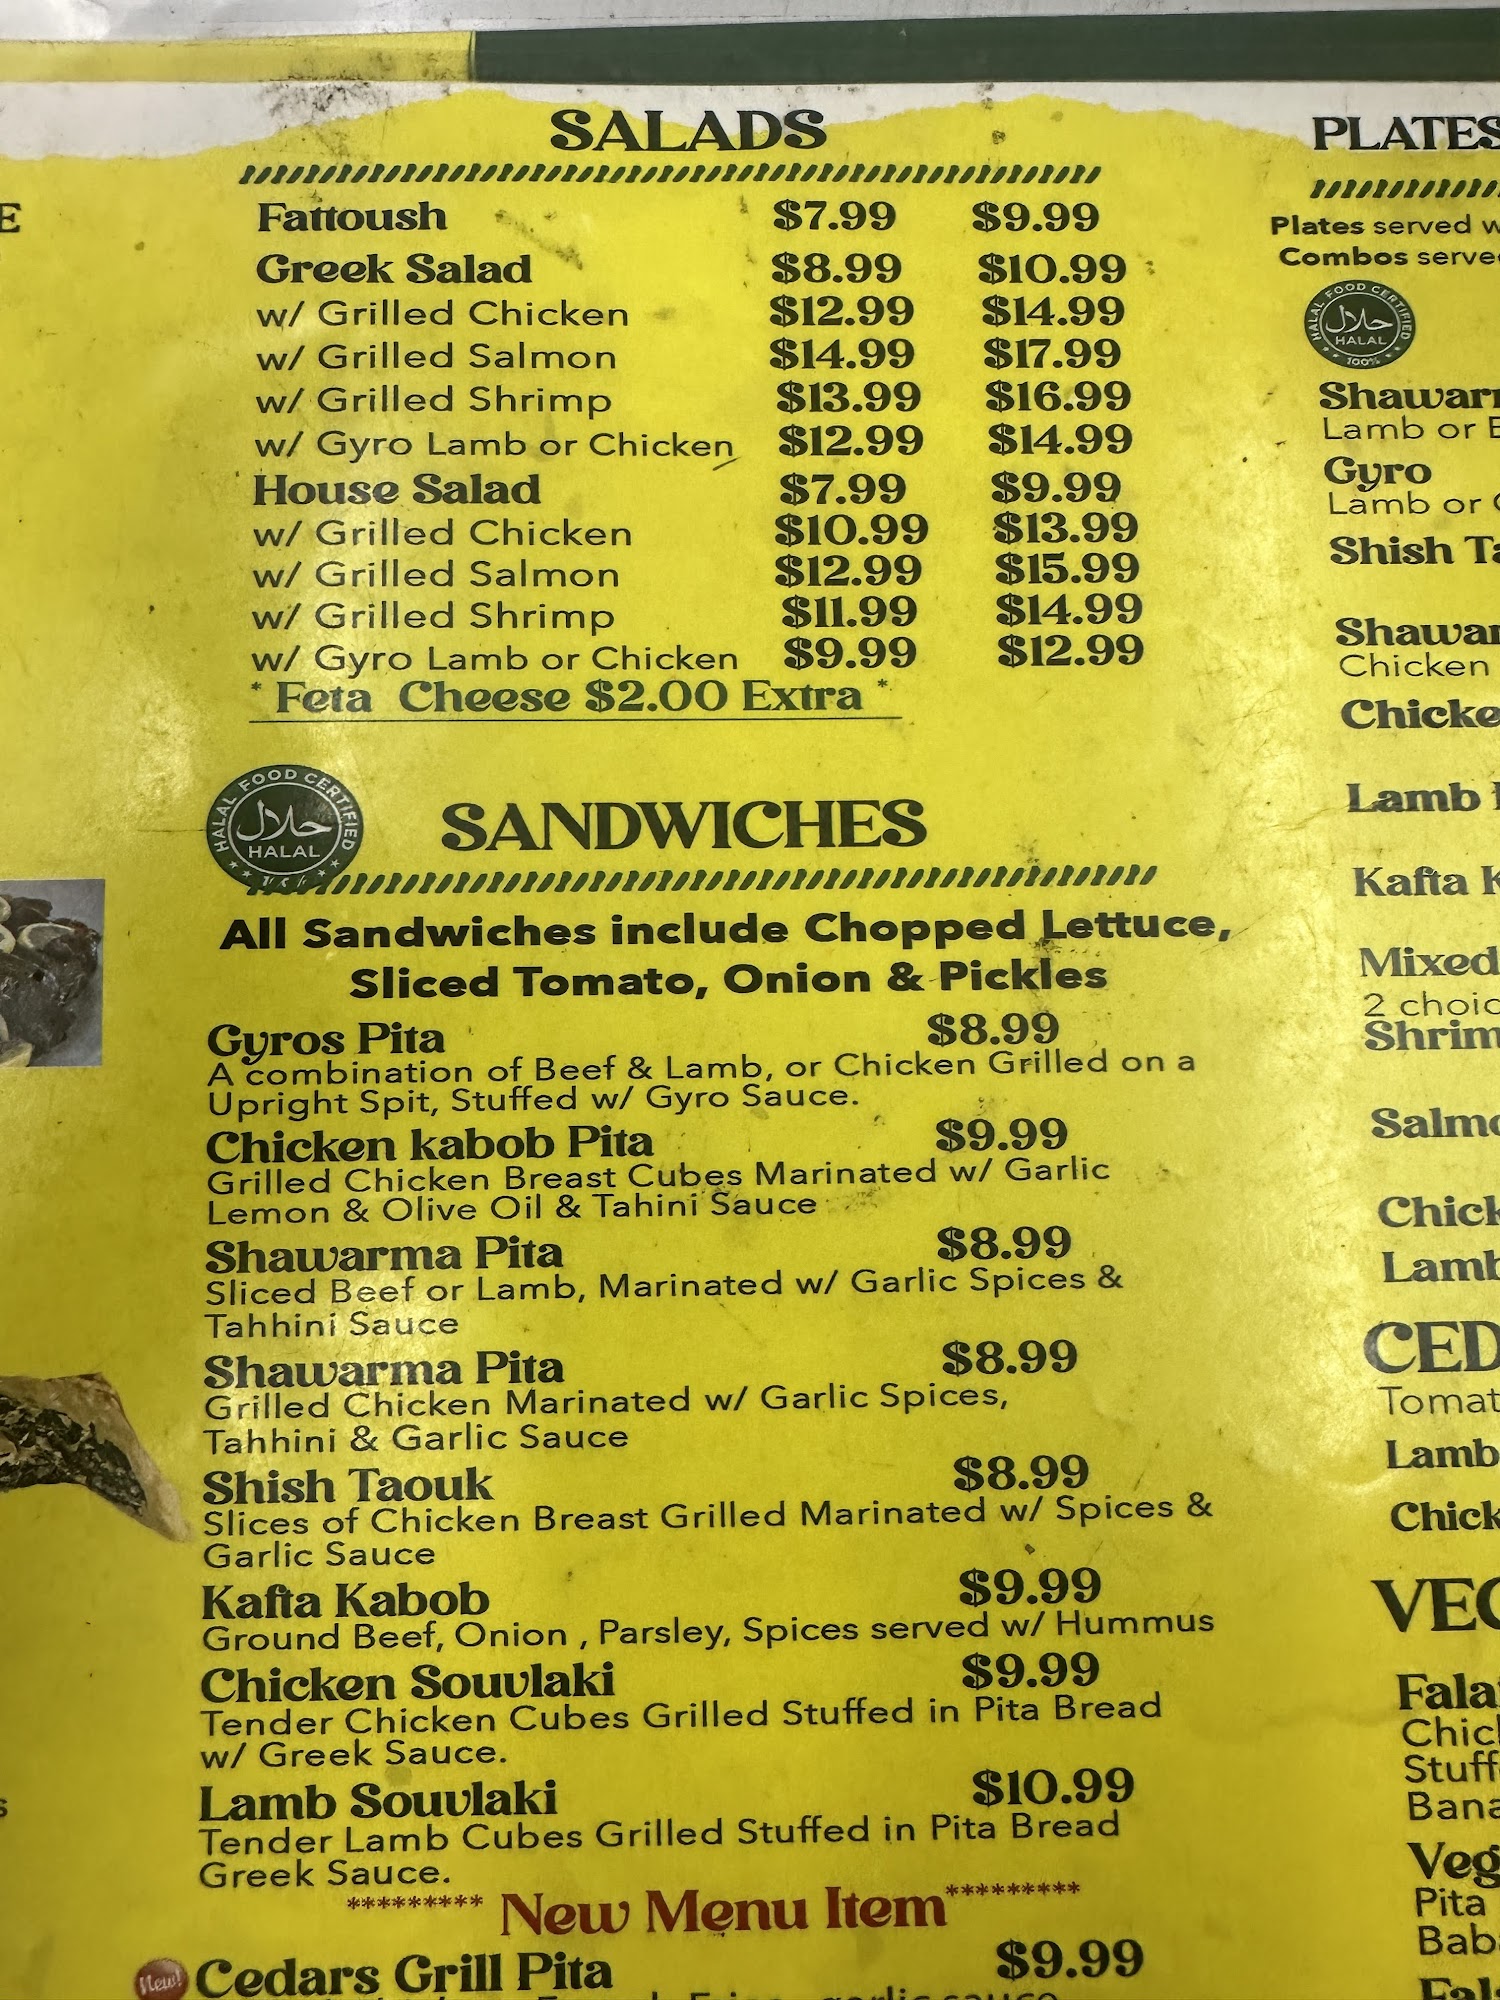 SALADS
Fattoush $7.99 $9.99
Greek Salad $8.99 $10.99
w/ Grilled Chicken $12.99 $14.99
w/ Grilled Salmon $14.99 $17.99
w/ Grilled Shrimp $13.99 $16.99
w/ Gyro Lamb or Chicken $12.99 $14.99
House Salad $7.99 $9.99
w/ Grilled Chicken $10.99 $13.99
w/ Grilled Salmon $12.99 $15.99
w/ Grilled Shrimp $11.99 $14.99
w/ Gyro Lamb or Chicken $9.99 $12.99
* Feta Cheese $2.00 Extra *
HALAL FOOD CERTIFIED
حلال
HALAL
SANDWICHES
All Sandwiches include Chopped Lettuce,
Sliced Tomato, Onion & Pickles
Gyros Pita $8.99
A combination of Beef & Lamb, or Chicken Grilled on a
Upright Spit, Stuffed w/ Gyro Sauce.
Chicken kabob Pita $9.99
Grilled Chicken Breast Cubes Marinated w/ Garlic
Lemon & Olive Oil & Tahini Sauce
Shawarma Pita $8.99
Sliced Beef or Lamb, Marinated w/ Garlic Spices &
Tahhini Sauce
Shawarma Pita $8.99
Grilled Chicken Marinated w/ Garlic Spices,
Tahhini & Garlic Sauce
Shish Taouk $8.99
Slices of Chicken Breast Grilled Marinated w/ Spices &
Garlic Sauce
Kafta Kabob $9.99
Ground Beef, Onion , Parsley, Spices served w/ Hummus
Chicken Souvlaki $9.99
Tender Chicken Cubes Grilled Stuffed in Pita Bread
w/ Greek Sauce.
Lamb Souvlaki $10.99
Tender Lamb Cubes Grilled Stuffed in Pita Bread
Greek Sauce.
********* New Menu Item *********
New! Cedars Grill Pita $9.99
PLATES
Plates served
Combos
HALAL FOOD CERTIFIED
حلال
HALAL
100%
Lamb or
Gyro
Lamb or
Shish
Chicken
Lamb
Kafta
Mixed
2
Lamb